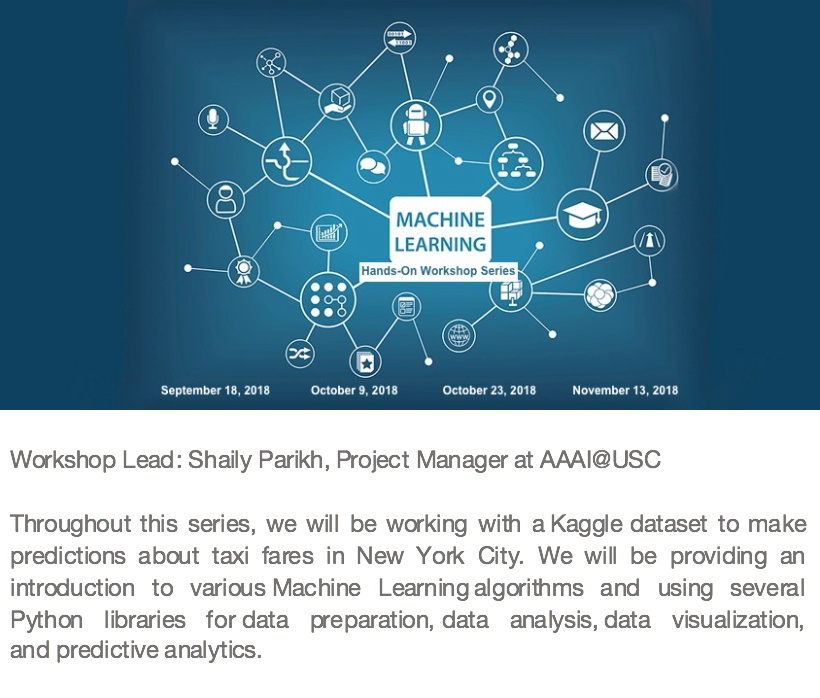 MACHINE
LEARNING
Hands-On Workshop Series
WWW
September 18, 2018 October 9, 2018 October 23, 2018 November 13, 2018
Workshop Lead: Shaily Parikh, Project Manager at AAAI@USC
Throughout this series, we will be working with a Kaggle dataset to make
predictions about taxi fares in New York City. We will be providing an
introduction to various Machine Learning algorithms and using several
Python libraries for data preparation, data analysis, data visualization,
and predictive analytics.